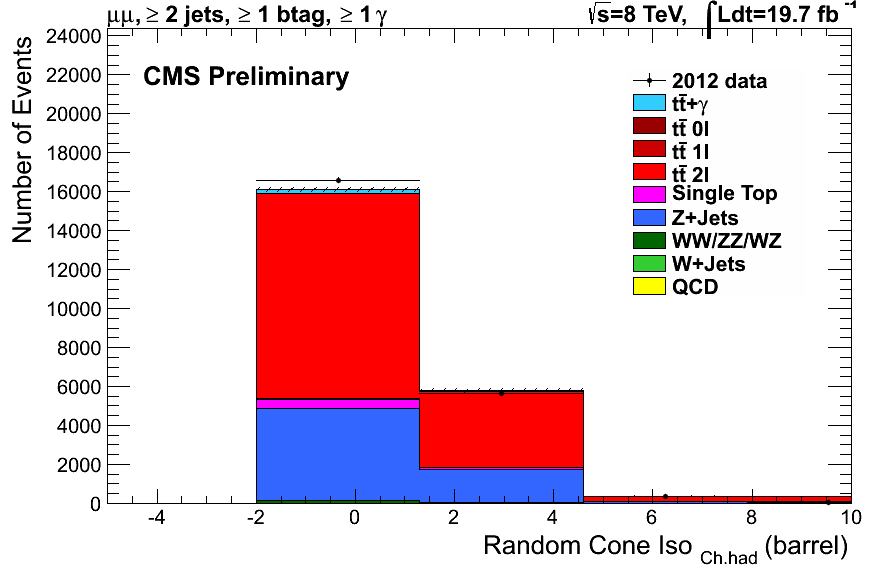 μμ, ≥ 2 jets, ≥ 1 btag, ≥ 1 γ
√s=8 TeV, ∫Ldt=19.7 fb⁻¹
CMS Preliminary
Number of Events
24000
22000
20000
18000
16000
14000
12000
10000
8000
6000
4000
2000
0
2012 data
tt̄+γ
tt̄ 0l
tt̄ 1l
tt̄ 2l
Single Top
Z+Jets
WW/ZZ/WZ
W+Jets
QCD
-4 -2 0 2 4 6 8 10
Random Cone Iso Ch.had (barrel)